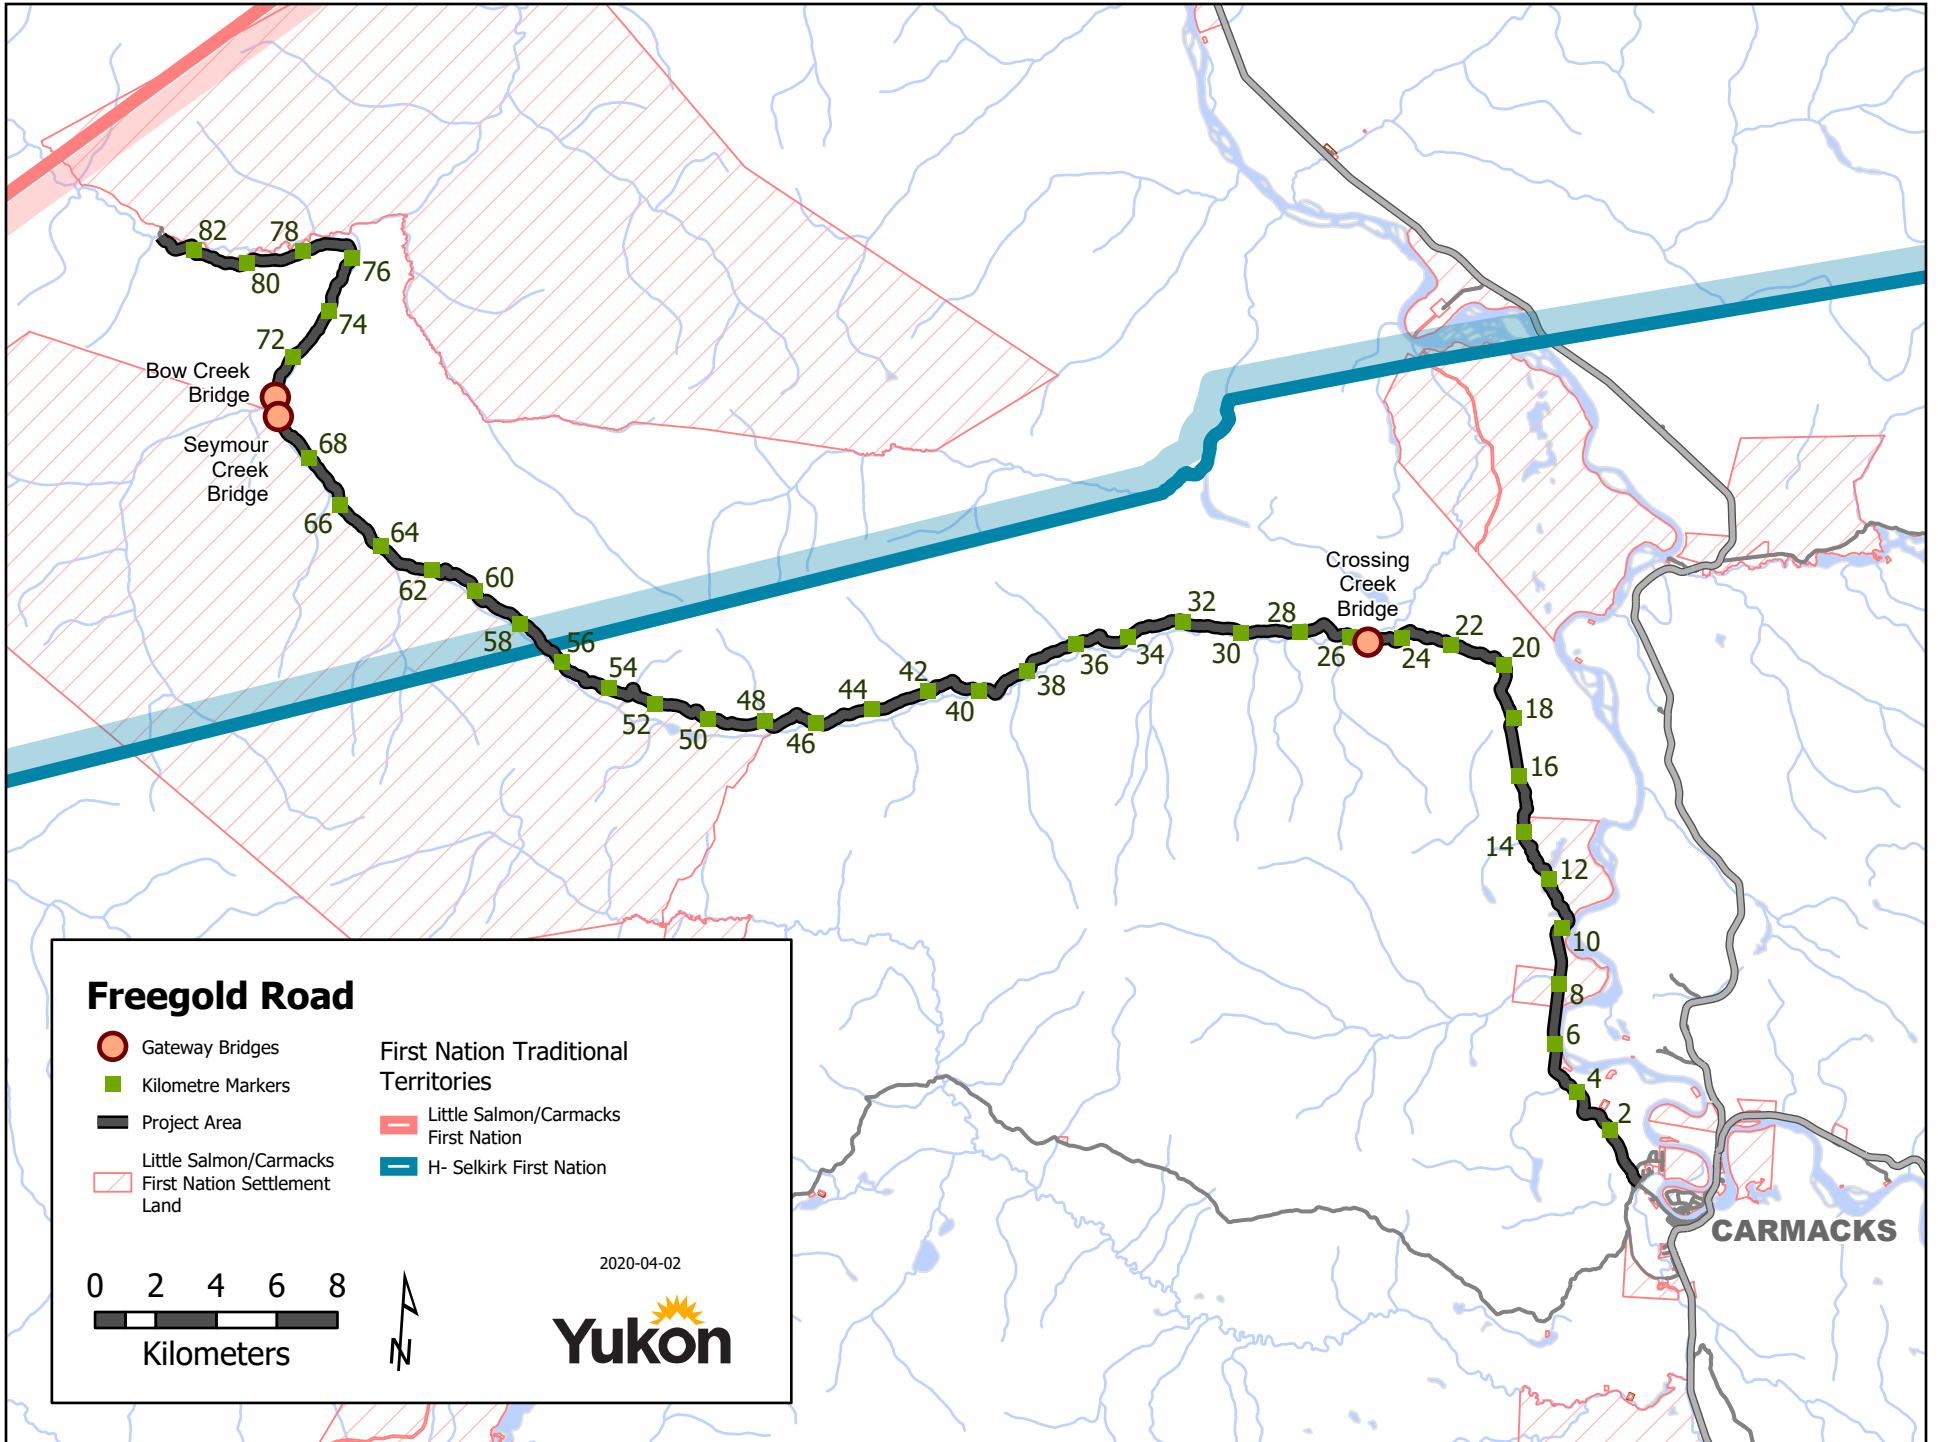 82
78
80
76
74
72
Bow Creek
Bridge
Seymour
Creek
Bridge
68
66
64
62
60
58
56
54
52
50
48
46
44
42
40
38
36
34
32
30
28
Crossing
Creek
Bridge
26
24
22
20
18
16
14
12
10
8
6
4
2
CARMACKS
Freegold Road
Gateway Bridges
Kilometre Markers
Project Area
Little Salmon/Carmacks
First Nation Settlement
Land
First Nation Traditional
Territories
Little Salmon/Carmacks
First Nation
H- Selkirk First Nation
2020-04-02
0 2 4 6 8
Kilometers
N
Yukon